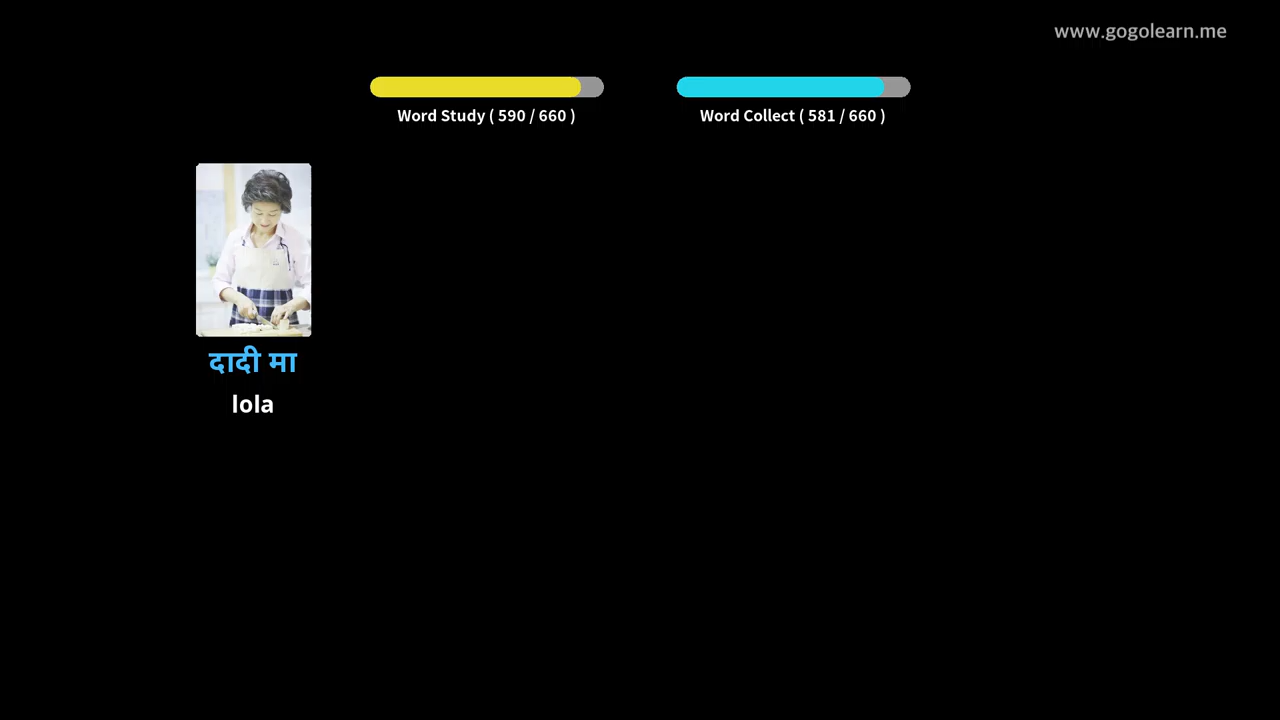 www.gogolearn.me
Word Study ( 590 / 660 )
Word Collect ( 581 / 660 )
दादी मा
lola